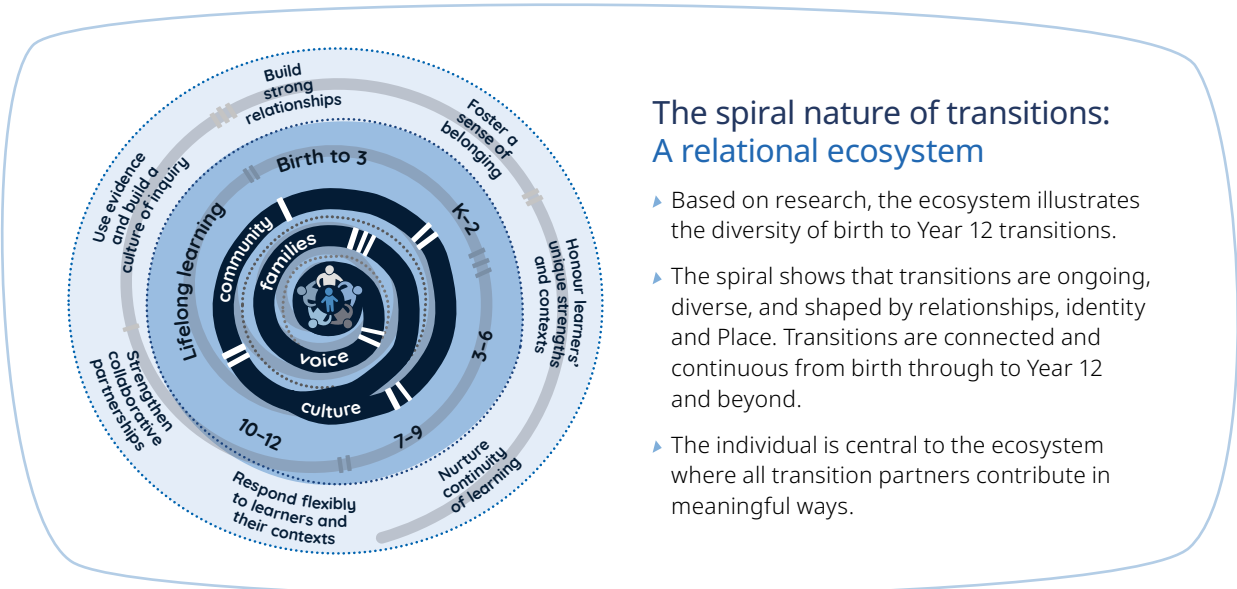 Build
strong
relationships
Foster a
sense of
belonging
Honour learners'
unique strengths
and contexts
Nurture
continuity
of learning
Respond flexibly
to learners and
their contexts
Strengthen
collaborative
partnerships
Use evidence
and build a
culture of inquiry
Birth to 3
K–2
3–6
7–9
10–12
Lifelong learning
community
families
voice
culture
The spiral nature of transitions:
A relational ecosystem
Based on research, the ecosystem illustrates
the diversity of birth to Year 12 transitions.
The spiral shows that transitions are ongoing,
diverse, and shaped by relationships, identity
and Place. Transitions are connected and
continuous from birth through to Year 12
and beyond.
The individual is central to the ecosystem
where all transition partners contribute in
meaningful ways.